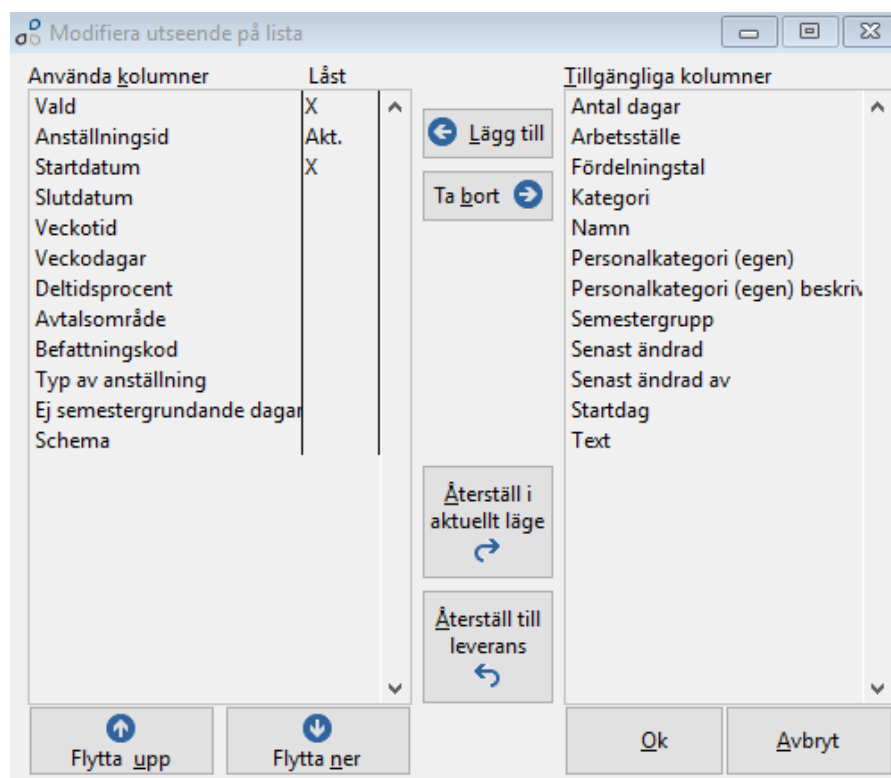 Modifiera utseende på lista
Använda kolumner Låst
Vald X
Anställningsid Akt.
Startdatum X
Slutdatum
Veckotid
Veckodagar
Deltidsprocent
Avtalsområde
Befattningskod
Typ av anställning
Ej semestergrundande dagar
Schema
Flytta upp
Flytta ner
Lägg till
Ta bort
Återställ i
aktuellt läge
Återställ till
leverans
Tillgängliga kolumner
Antal dagar
Arbetsställe
Fördelningstal
Kategori
Namn
Personalkategori (egen)
Personalkategori (egen) beskriv
Semestergrupp
Senast ändrad
Senast ändrad av
Startdag
Text
Ok
Avbryt